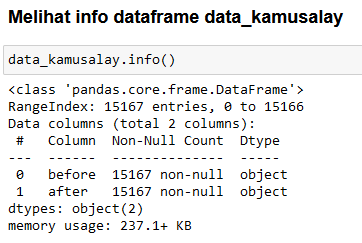 Melihat info dataframe data_kamusalay
data_kamusalay.info()
<class 'pandas.core.frame.DataFrame'>
RangeIndex: 15167 entries, 0 to 15166
Data columns (total 2 columns):
 #   Column  Non-Null Count  Dtype
---  ------  --------------  -----
 0   before  15167 non-null  object
 1   after   15167 non-null  object
dtypes: object(2)
memory usage: 237.1+ KB